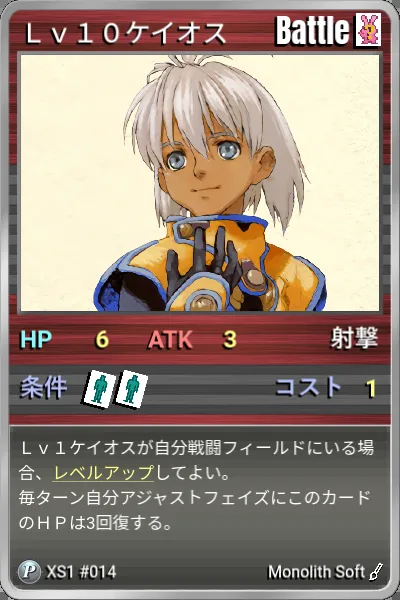 Ｌｖ１０ケイオス
Battle
HP 6 ATK 3 射撃
条件 コスト 1
Ｌｖ１ケイオスが自分戦闘フィールドにいる場
合、レベルアップしてよい。
毎ターン自分アジャストフェイズにこのカード
のＨＰは3回復する。
P XS1 #014 Monolith Soft